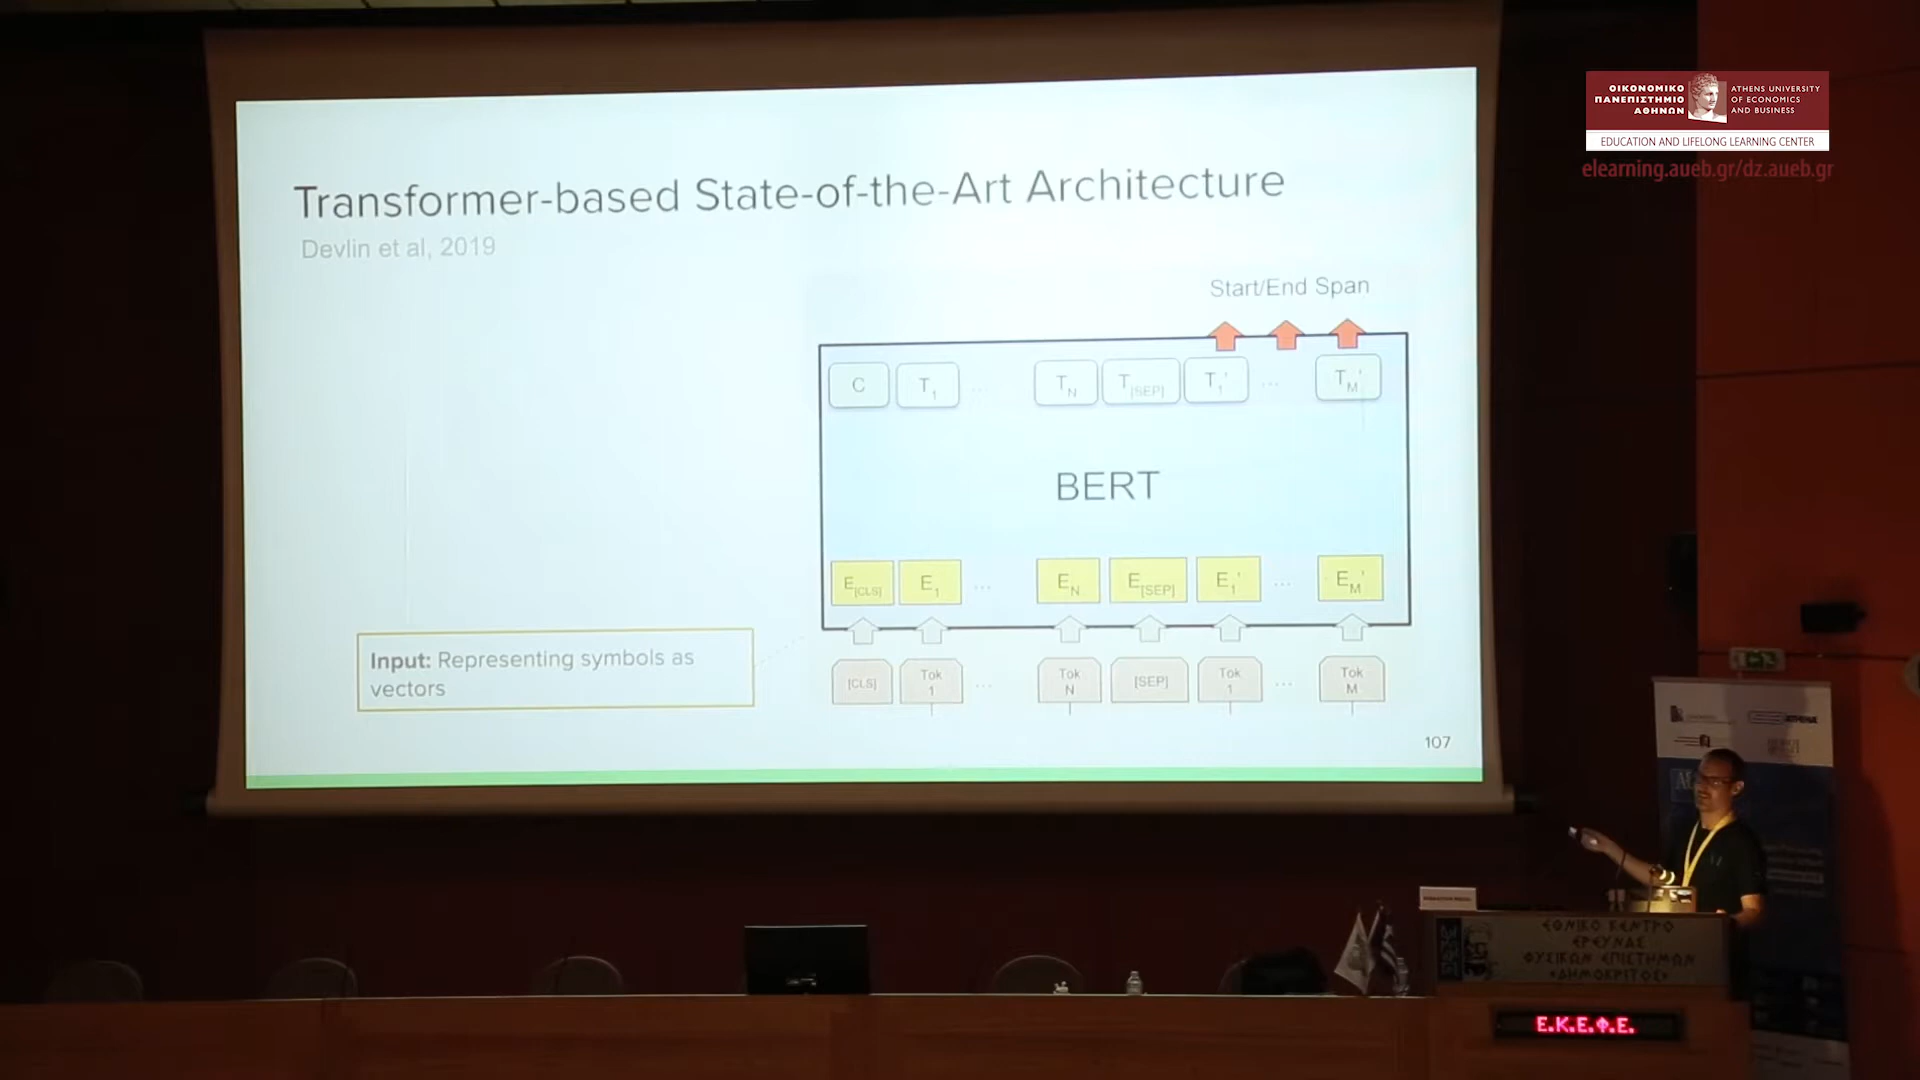 Transformer-based State-of-the-Art Architecture
Devlin et al, 2019
Start/End Span
C T1 ... TN T[SEP] T1' ... TM'
BERT
E[CLS] E1 ... EN E[SEP] E1' ... EM'
Input: Representing symbols as
vectors
[CLS] Tok 1 ... Tok N [SEP] Tok 1 ... Tok M
107
ΟΙΚΟΝΟΜΙΚΟ
ΠΑΝΕΠΙΣΤΗΜΙΟ
ΑΘΗΝΩΝ
ATHENS UNIVERSITY
OF ECONOMICS
AND BUSINESS
EDUCATION AND LIFELONG LEARNING CENTER
elearning.aueb.gr/dz.aueb.gr
ATHENA
ΕΘΝΙΚΟ ΚΕΝΤΡΟ
ΕΡΕΥΝΑΣ
ΦΥΣΙΚΩΝ ΕΠΙΣΤΗΜΩΝ
«ΔΗΜΟΚΡΙΤΟΣ»
Ε.Κ.Ε.Φ.Ε.